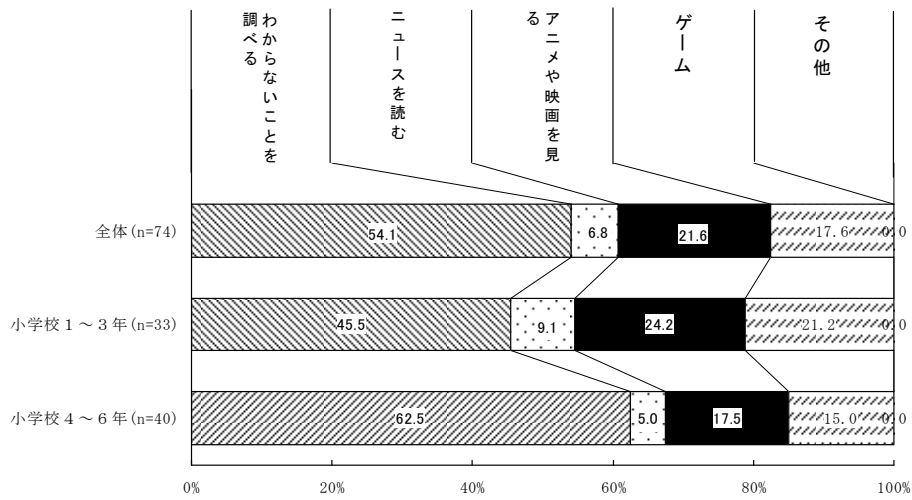 わからないことを
調べる
ニュースを読む
アニメや映画を見
る
ゲーム
その他
全体(n=74)
54.1
6.8
21.6
17.6
0.0
小学校1～3年(n=33)
45.5
9.1
24.2
21.2
0.0
小学校4～6年(n=40)
62.5
5.0
17.5
15.0
0.0
0%
20%
40%
60%
80%
100%